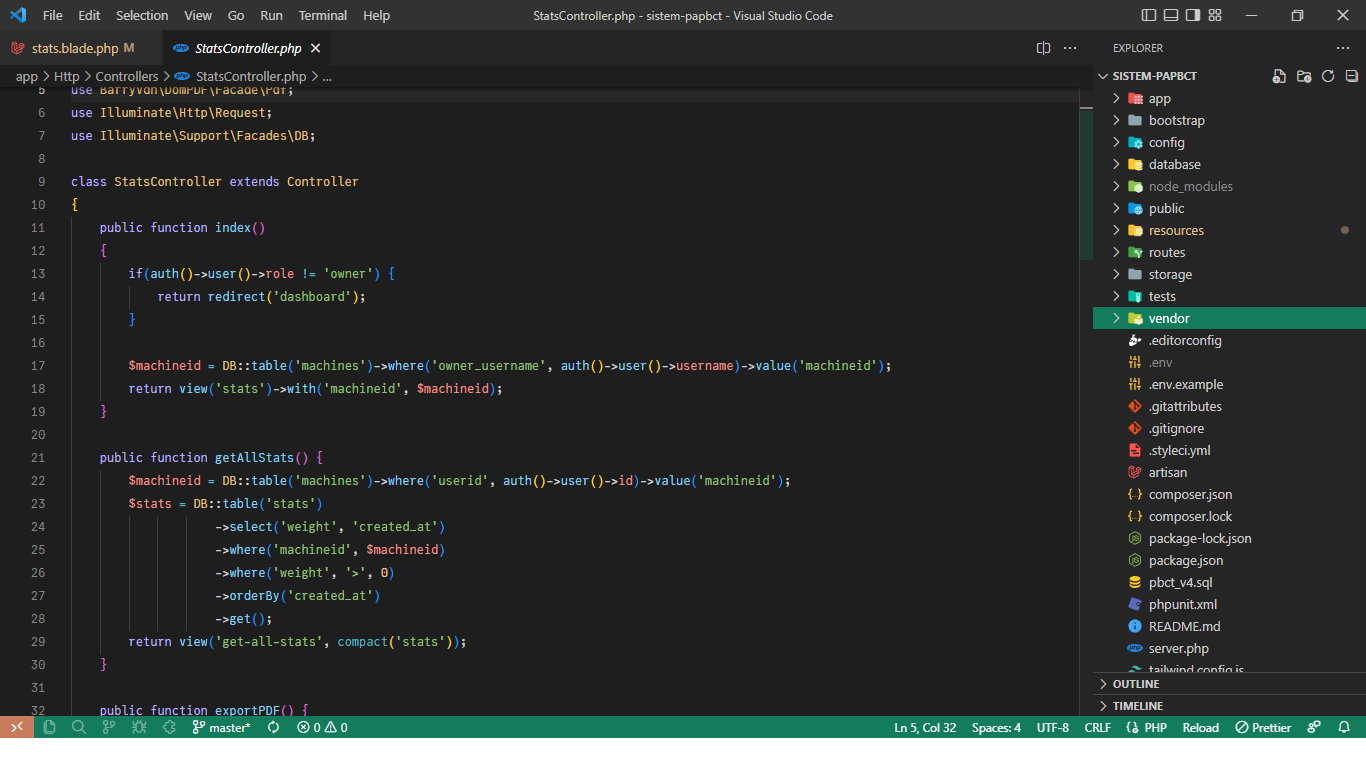 File Edit Selection View Go Run Terminal Help
StatsController.php - sistem-papbct - Visual Studio Code
stats.blade.php M
StatsController.php
app > Http > Controllers > StatsController.php > ...
5 use Barryvdh\DomPDF\Facade\Pdf;
6 use Illuminate\Http\Request;
7 use Illuminate\Support\Facades\DB;
8
9 class StatsController extends Controller
10 {
11     public function index()
12     {
13         if(auth()->user()->role != 'owner') {
14             return redirect('dashboard');
15         }
16
17         $machineid = DB::table('machines')->where('owner_username', auth()->user()->username)->value('machineid');
18         return view('stats')->with('machineid', $machineid);
19     }
20
21     public function getAllStats() {
22         $machineid = DB::table('machines')->where('userid', auth()->user()->id)->value('machineid');
23         $stats = DB::table('stats')
24                     ->select('weight', 'created_at')
25                     ->where('machineid', $machineid)
26                     ->where('weight', '>', 0)
27                     ->orderBy('created_at')
28                     ->get();
29         return view('get-all-stats', compact('stats'));
30     }
31
32     public function exportPDF() {
EXPLORER
SISTEM-PAPBCT
app
bootstrap
config
database
node_modules
public
resources
routes
storage
tests
vendor
.editorconfig
.env
.env.example
.gitattributes
.gitignore
.styleci.yml
artisan
composer.json
composer.lock
package-lock.json
package.json
pbct_v4.sql
phpunit.xml
README.md
server.php
tailwind.config.js
OUTLINE
TIMELINE
master* 0 0
Ln 5, Col 32 Spaces: 4 UTF-8 CRLF PHP Reload Prettier